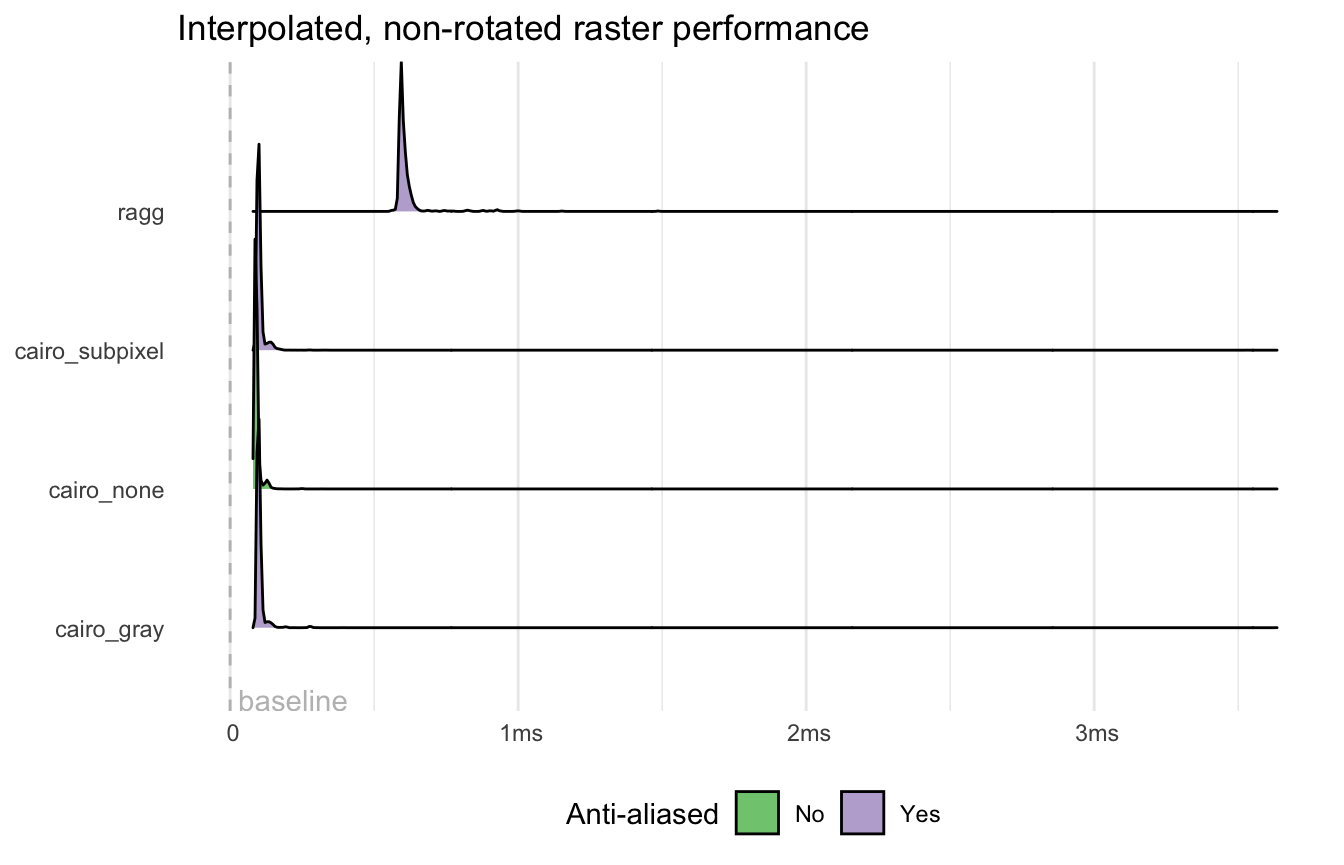 Interpolated, non-rotated raster performance
ragg
cairo_subpixel
cairo_none
cairo_gray
baseline
0 1ms 2ms 3ms
Anti-aliased No Yes